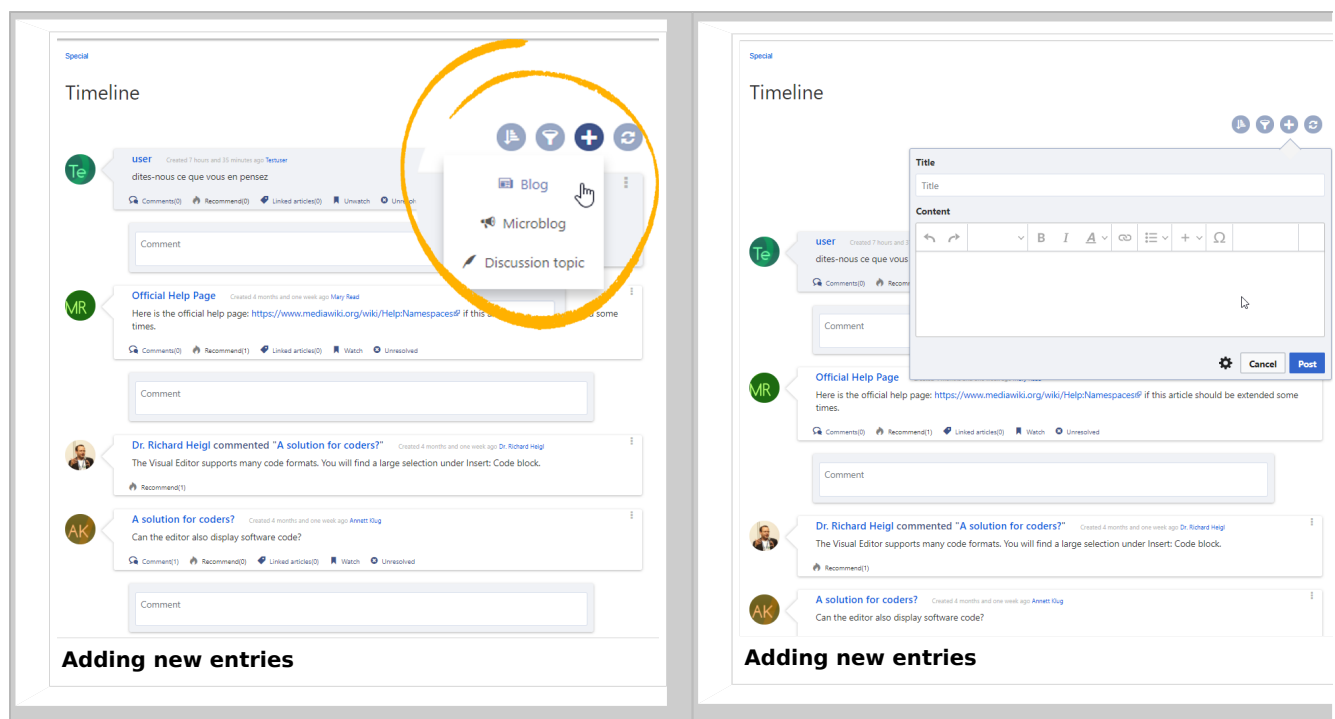 Special
Timeline
Te
user Created 7 hours and 35 minutes ago Testuser
dites-nous ce que vous en pensez
Comments(0) Recommend(0) Linked articles(0) Unwatch
Blog
Microblog
Discussion topic
Comment
MR
Official Help Page Created 4 months and one week ago Mary Read
Here is the official help page: https://www.mediawiki.org/wiki/Help:Namespaces if this some
times.
Comments(0) Recommend(1) Linked articles(0) Watch Unresolved
Comment
Dr. Richard Heigl commented "A solution for coders?" Created 4 months and one week ago Dr. Richard Heigl
The Visual Editor supports many code formats. You will find a large selection under Insert: Code block.
Recommend(1)
AK
A solution for coders? Created 4 months and one week ago Annett Klug
Can the editor also display software code?
Comment(1) Recommend(0) Linked articles(0) Watch Unresolved
Comment
Adding new entries
Special
Timeline
Title
Title
Content
B I A Ω
Te
user Created 7 hours and
dites-nous ce que vous
Comments(0)
Comment
Cancel Post
MR
Official Help Page
Here is the official help page: https://www.mediawiki.org/wiki/Help:Namespaces if this article should be extended some
times.
Comments(0) Recommend(1) Linked articles(0) Watch Unresolved
Comment
Dr. Richard Heigl commented "A solution for coders?" Created 4 months and one week ago Dr. Richard Heigl
The Visual Editor supports many code formats. You will find a large selection under Insert: Code block.
Recommend(1)
AK
A solution for coders? Created 4 months and one week ago Annett Klug
Can the editor also display software code?
Adding new entries